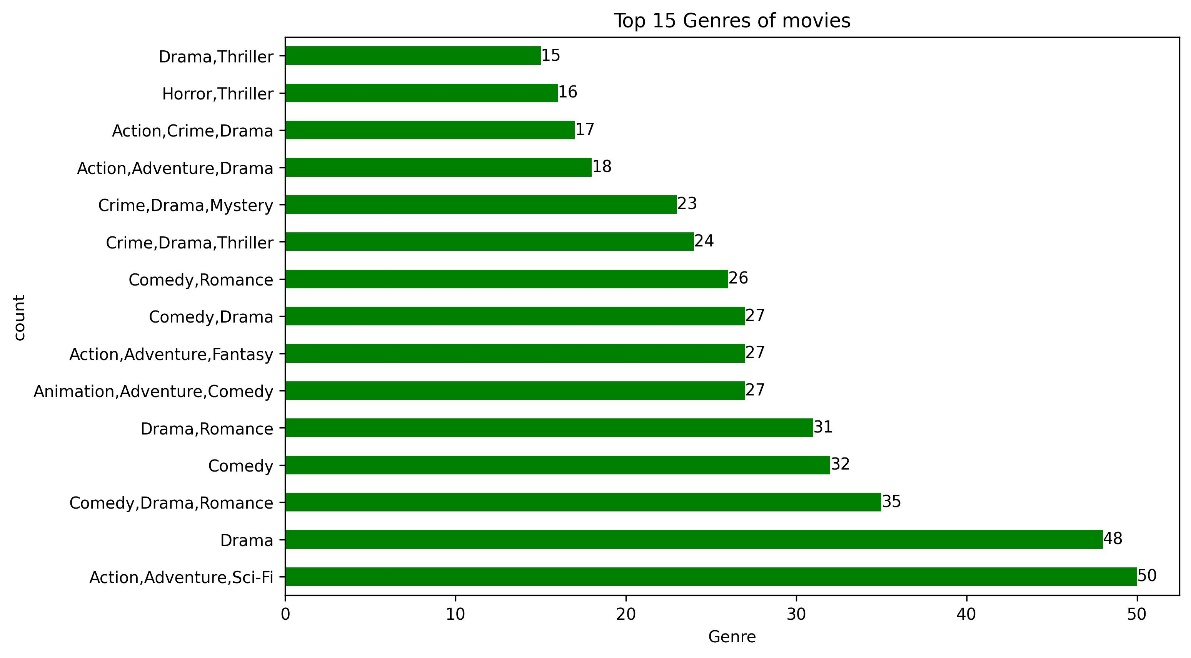 Top 15 Genres of movies
Drama,Thriller 15
Horror,Thriller 16
Action,Crime,Drama 17
Action,Adventure,Drama 18
Crime,Drama,Mystery 23
Crime,Drama,Thriller 24
Comedy,Romance 26
Comedy,Drama 27
Action,Adventure,Fantasy 27
Animation,Adventure,Comedy 27
Drama,Romance 31
Comedy 32
Comedy,Drama,Romance 35
Drama 48
Action,Adventure,Sci-Fi 50
count
0 10 20 30 40 50
Genre